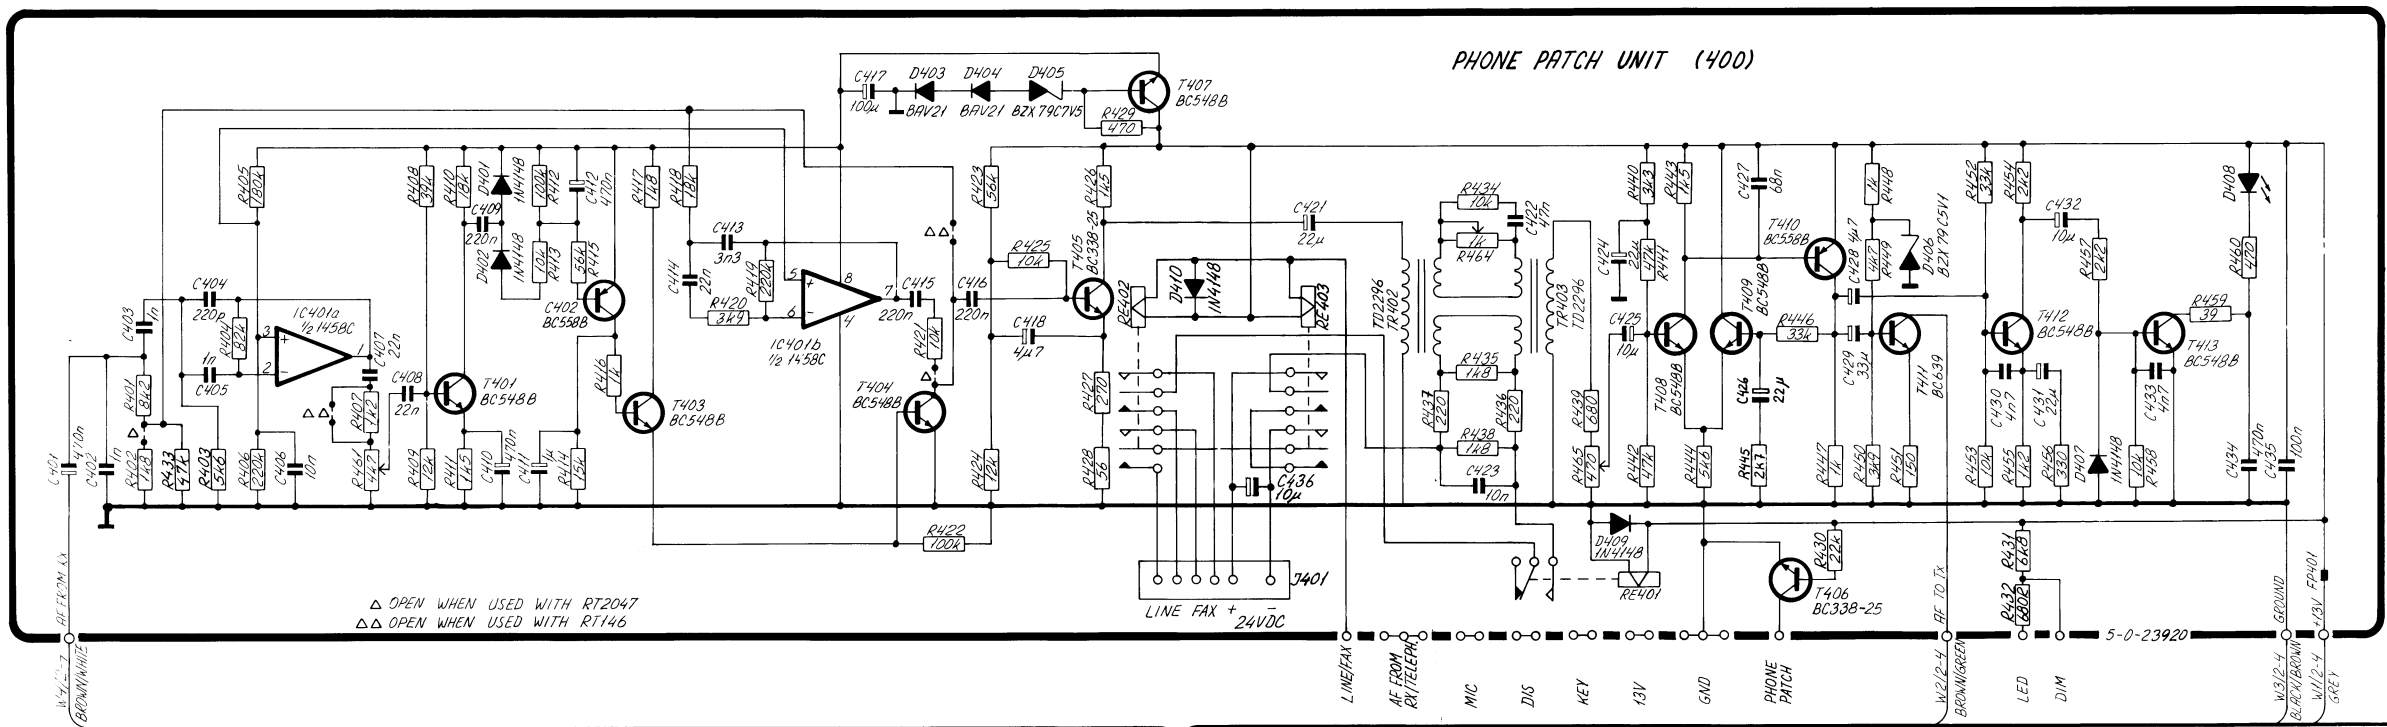 PHONE PATCH UNIT (400)
C417
100µ
D403
BAV21
D404
BAV21
D405
BZX79C7V5
T407
BC548B
R429
470
R405
180k
R408
39k
R410
18k
D401
1N4148
R412
100k
C412
470n
R417
1k8
R418
18k
C409
220n
D402
1N4148
R413
10k
R415
56k
C402
BC558B
C413
3n3
C414
22n
R419
220k
R420
3k9
5
6
7
8
4
+
-
IC401b
1/2 1458C
C415
220n
C416
220n
△△
R421
10k
△
T404
BC548B
R423
56k
R425
10k
R426
1k5
T405
BC338-25
C418
4µ7
R427
270
R424
12k
R428
56
R422
100k
C403
1n
C404
220p
R404
82k
1n
C405
3
2
1
+
-
IC401a
1/2 1458C
C407
22n
C408
22n
R401
8k2
△
R402
1k8
R433
47k
R403
5k6
R406
220k
C406
10n
△△
R407
1k2
R461
4k7
R409
12k
T401
BC548B
R411
1k5
C410
470n
C411
1µ
R414
15k
R416
1k
T403
BC548B
C401
470n
C402
1n
C421
22µ
RE402
D410
1N4148
RE403
C436
10µ
J401
LINE FAX + - 24VDC
TD2296
TR402
R434
10k
C422
47n
1k
R464
R435
1k8
R437
220
R436
220
R438
1k8
C423
10n
TR403
TD2296
R439
680
R465
470
C424
22µ
R440
3k3
47k
R441
C425
10µ
T408
BC548B
R442
47k
R443
1k5
R444
5k6
T409
BC548B
C427
68n
T410
BC558B
C426
22µ
R445
2k7
R446
33k
R447
1k
C428 4µ7
C429
33µ
1k
R448
R449
4k2
D406
BZX79C5V1
R450
3k9
R451
150
T411
BC639
R452
33k
R454
2k2
C432
10µ
R457
2k2
T412
BC548B
R453
10k
C430
4n7
R455
1k2
C431
22µ
R456
330
D407
1N4148
10k
R458
C433
4n7
T413
BC548B
R459
39
R460
470
D408
C434
470n
C435
100n
D409
1N4148
RE401
R430
22k
T406
BC338-25
R431
6k8
R432
680R
△ OPEN WHEN USED WITH RT2047
△△ OPEN WHEN USED WITH RT146
AF FROM RX
BROWN/WHITE
LINE/FAX
AF FROM
RX/TELEPH.
MIC
DIS
KEY
13V
GND
PHONE
PATCH
AF TO TX
W2/2-4
BROWN/GREEN
LED
DIM
5-0-23920
GROUND
W3/2-4
BLACK/BROWN
+13V FP401
W1/2-4
GREY